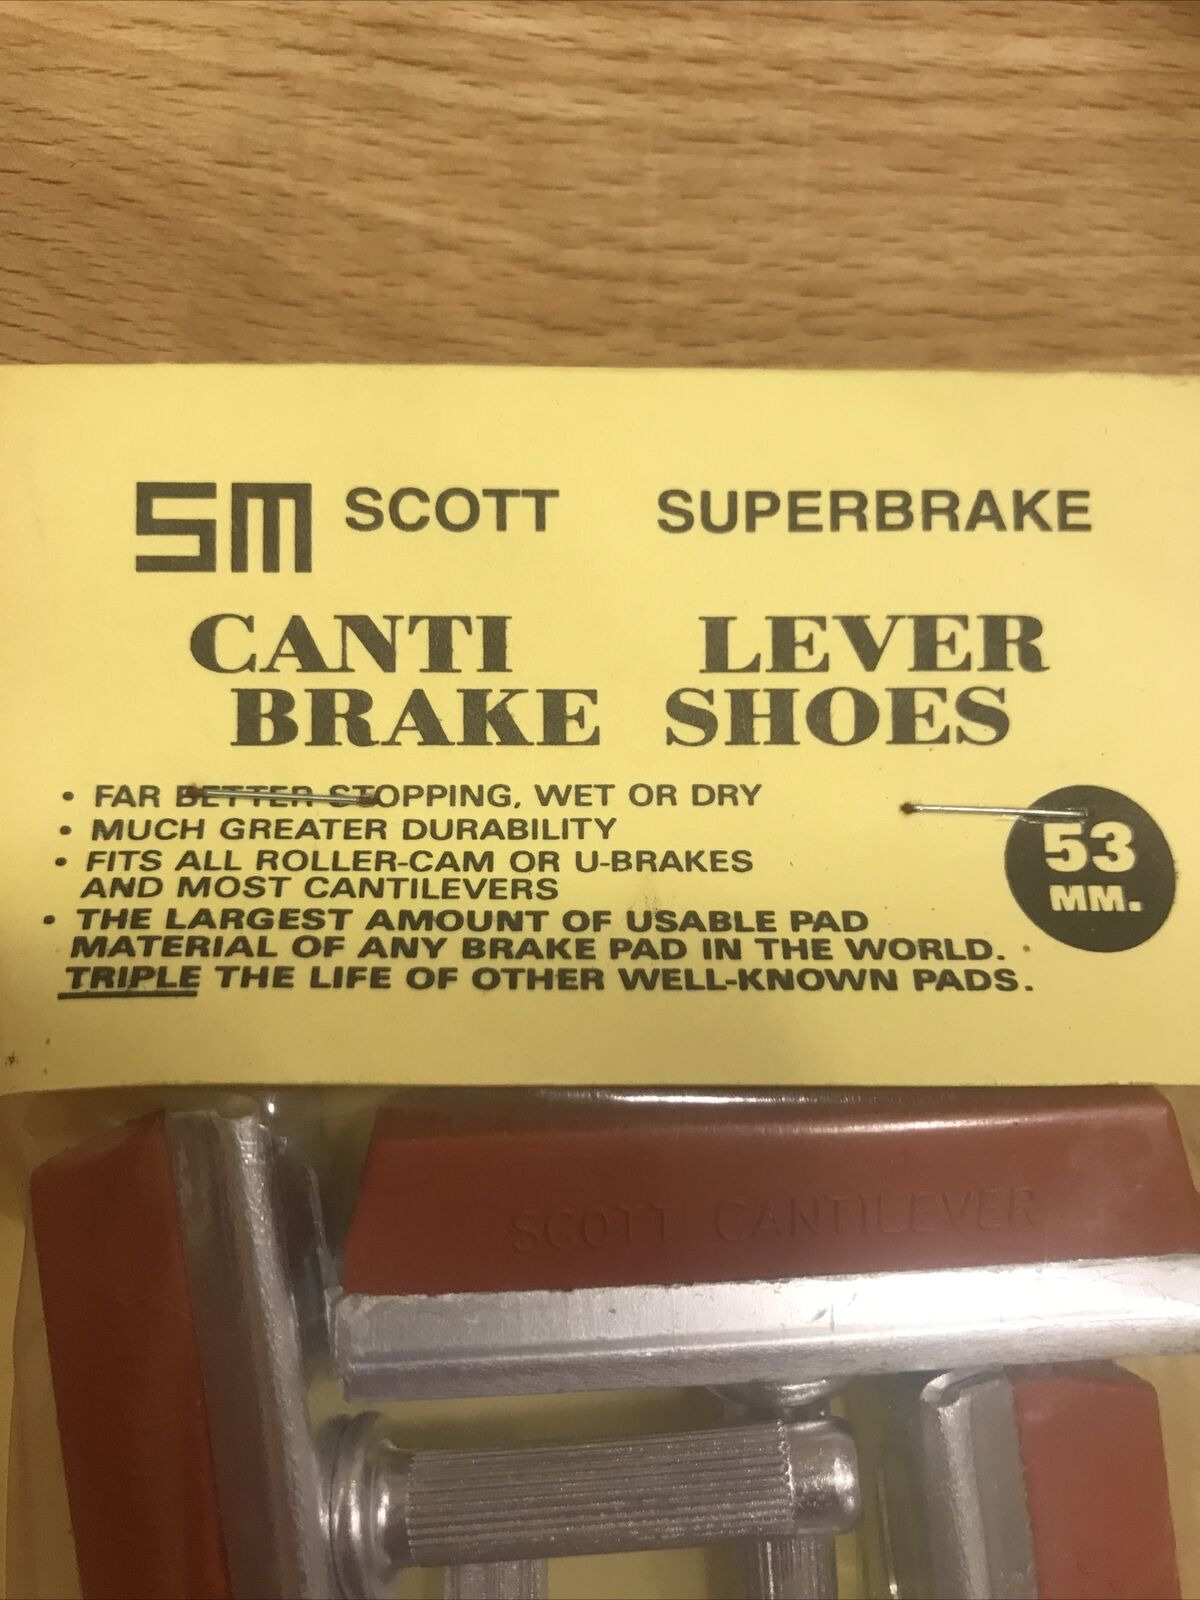 SM SCOTT SUPERBRAKE
CANTI LEVER
BRAKE SHOES
• FAR BETTER STOPPING, WET OR DRY
• MUCH GREATER DURABILITY
• FITS ALL ROLLER-CAM OR U-BRAKES
AND MOST CANTILEVERS
• THE LARGEST AMOUNT OF USABLE PAD
MATERIAL OF ANY BRAKE PAD IN THE WORLD.
TRIPLE THE LIFE OF OTHER WELL-KNOWN PADS.
53
MM.
SCOTT CANTILEVER